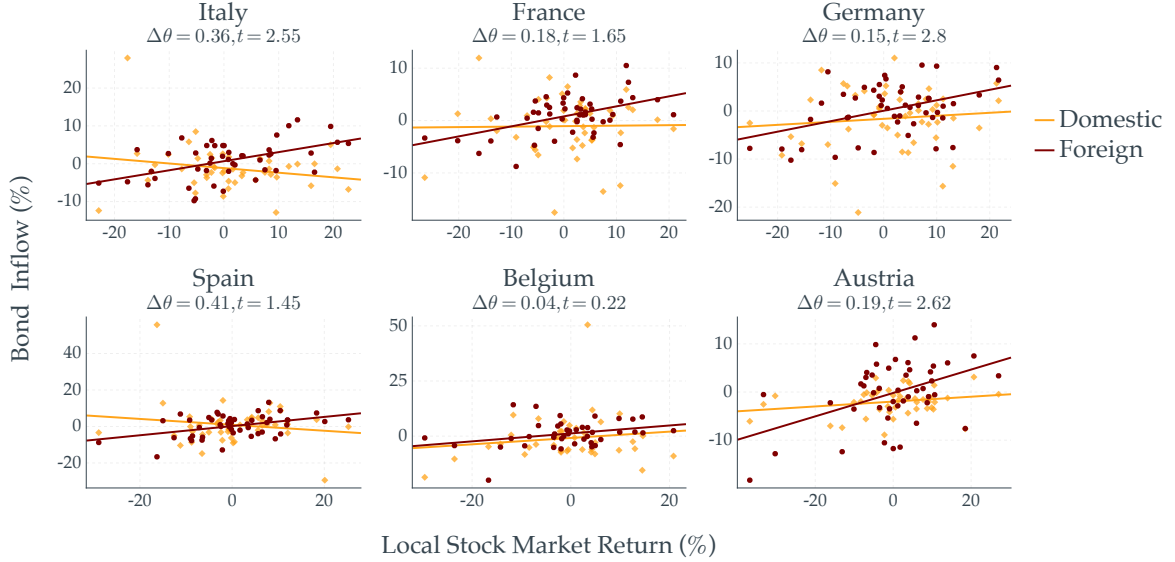 Italy
Δθ = 0.36, t = 2.55
France
Δθ = 0.18, t = 1.65
Germany
Δθ = 0.15, t = 2.8
20
10
0
-10
-20
-10
0
10
20
10
0
-10
-20
-10
0
10
20
10
0
-10
-20
-20
-10
0
10
20
Domestic
Foreign
Bond Inflow (%)
Spain
Δθ = 0.41, t = 1.45
Belgium
Δθ = 0.04, t = 0.22
Austria
Δθ = 0.19, t = 2.62
40
20
0
-20
-20
0
20
50
25
0
-20
-10
0
10
20
10
0
-10
-20
0
20
Local Stock Market Return (%)